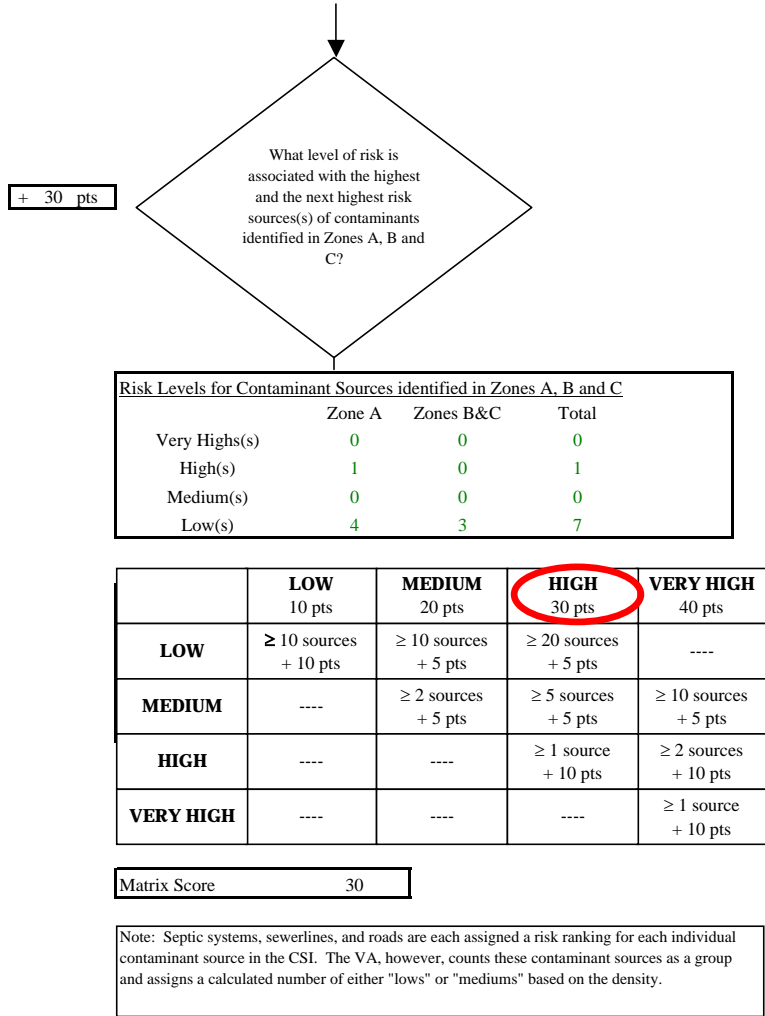 What level of risk is
associated with the highest
and the next highest risk
sources(s) of contaminants
identified in Zones A, B and
C?
+ 30 pts
Risk Levels for Contaminant Sources identified in Zones A, B and C
Zone A Zones B&C Total
Very Highs(s) 0 0 0
High(s) 1 0 1
Medium(s) 0 0 0
Low(s) 4 3 7
LOW MEDIUM HIGH VERY HIGH
10 pts 20 pts 30 pts 40 pts
LOW ≥ 10 sources + 10 pts ≥ 10 sources + 5 pts ≥ 20 sources + 5 pts ----
MEDIUM ---- ≥ 2 sources + 5 pts ≥ 5 sources + 5 pts ≥ 10 sources + 5 pts
HIGH ---- ---- ≥ 1 source + 10 pts ≥ 2 sources + 10 pts
VERY HIGH ---- ---- ---- ≥ 1 source + 10 pts
Matrix Score 30
Note: Septic systems, sewerlines, and roads are each assigned a risk ranking for each individual
contaminant source in the CSI. The VA, however, counts these contaminant sources as a group
and assigns a calculated number of either "lows" or "mediums" based on the density.